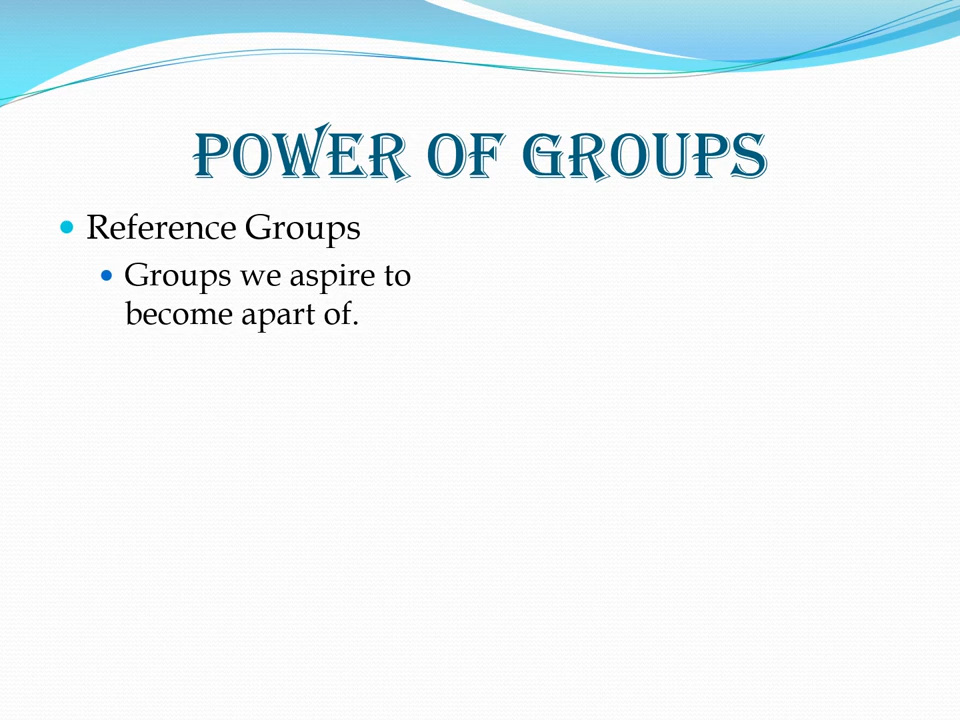 Power of Groups
Reference Groups
Groups we aspire to
become apart of.